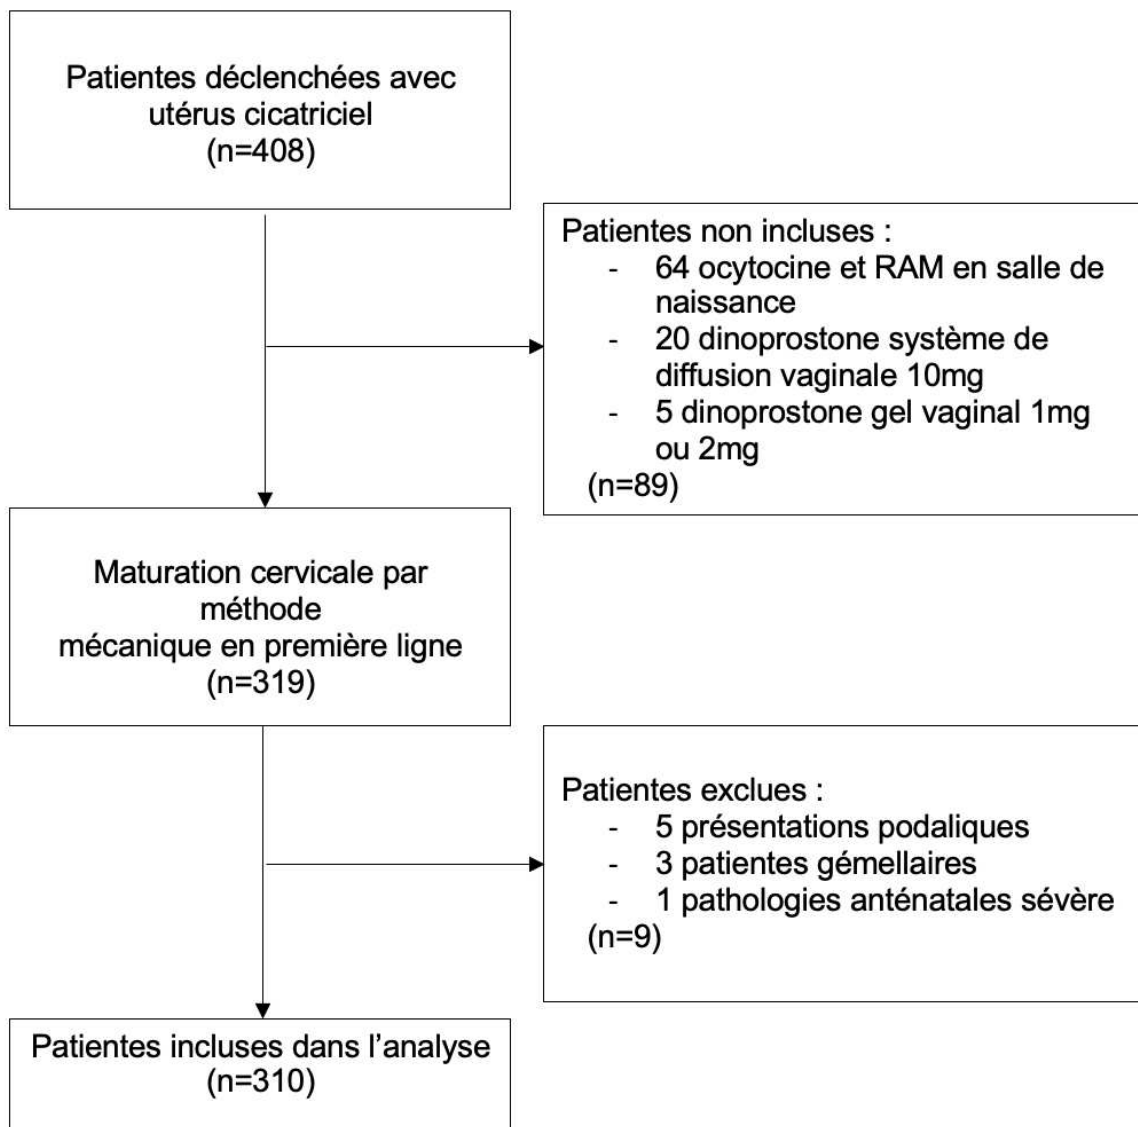 Patientes déclenchées avec
utérus cicatriciel
(n=408)
Patientes non incluses :
- 64 ocytocine et RAM en salle de
naissance
- 20 dinoprostone système de
diffusion vaginale 10mg
- 5 dinoprostone gel vaginal 1mg
ou 2mg
(n=89)
Maturation cervicale par
méthode
mécanique en première ligne
(n=319)
Patientes exclues :
- 5 présentations podaliques
- 3 patientes gémellaires
- 1 pathologies anténatales sévère
(n=9)
Patientes incluses dans l’analyse
(n=310)